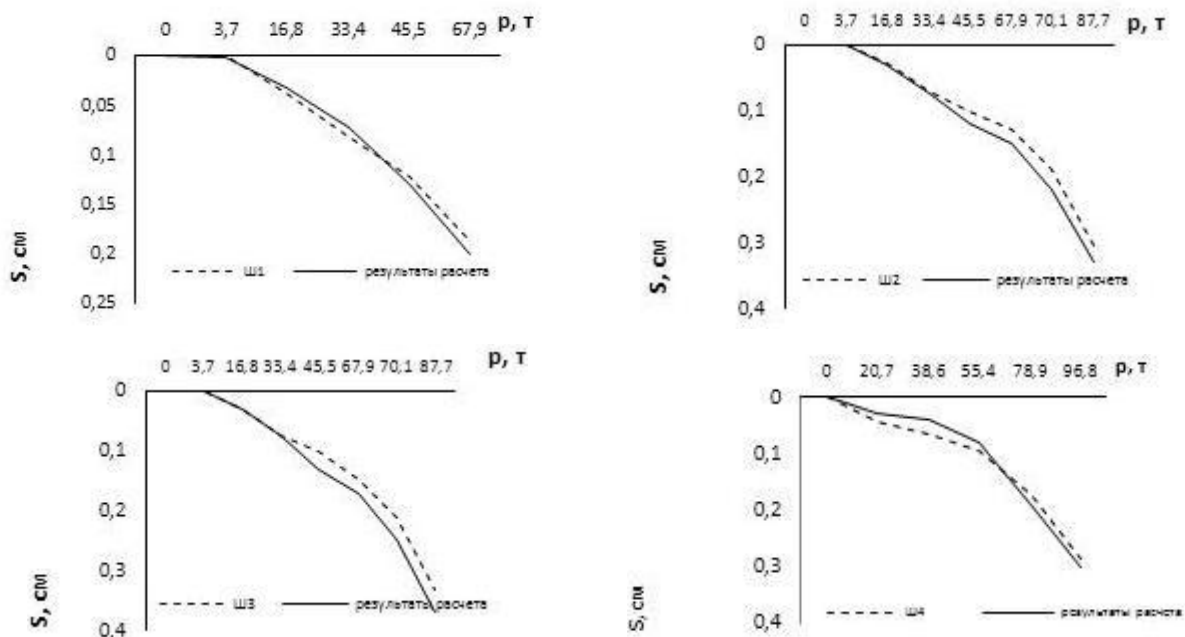 0 3,7 16,8 33,4 45,5 67,9 р, т
0
0,05
0,1
0,15
0,2
0,25
S, см
Ш1 результаты расчета
0 3,7 16,8 33,4 45,5 67,9 70,1 87,7 р, т
0
0,1
0,2
0,3
0,4
S, см
Ш2 результаты расчета
0 3,7 16,8 33,4 45,5 67,9 70,1 87,7 р, т
0
0,1
0,2
0,3
0,4
S, см
Ш3 результаты расчета
0 20,7 38,6 55,4 78,9 96,8 р, т
0
0,1
0,2
0,3
0,4
S, см
Ш4 результаты расчета